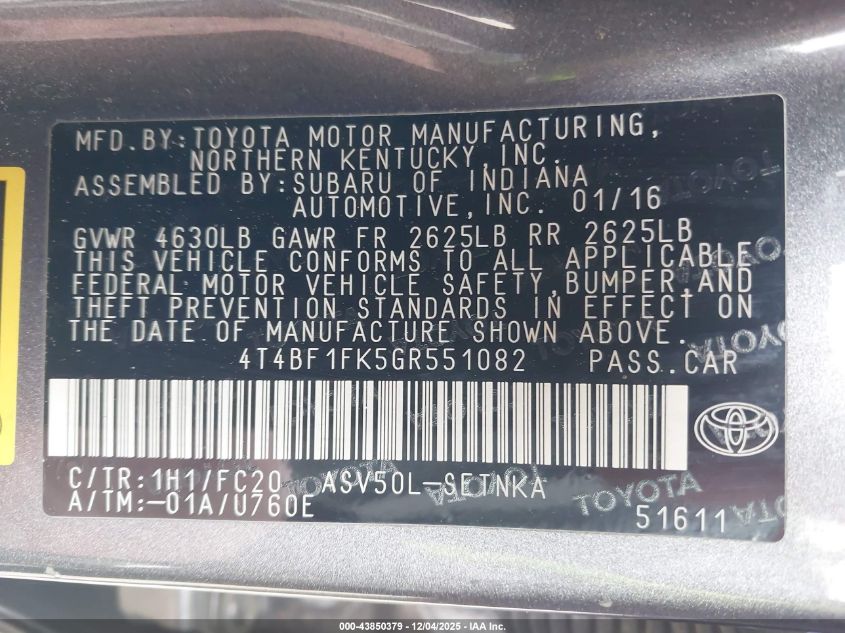 MFD.BY:TOYOTA MOTOR MANUFACTURING,
NORTHERN KENTUCKY,INC.
ASSEMBLED BY:SUBARU OF INDIANA
AUTOMOTIVE,INC. 01/16
GVWR 4630LB GAWR FR 2625LB RR 2625LB
THIS VEHICLE CONFORMS TO ALL APPLICABLE
FEDERAL MOTOR VEHICLE SAFETY,BUMPER,AND
THEFT PREVENTION STANDARDS IN EFFECT ON
THE DATE OF MANUFACTURE SHOWN ABOVE.
4T4BF1FK5GR551082 PASS.CAR
C/TR:1H1/FC20 ASV50L-SETNKA
A/TM:-01A/U760E
TOYOTA
51611
000-43850379 - 12/04/2025 - IAA Inc.